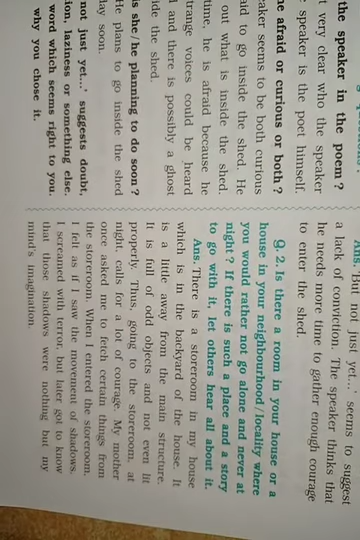 the speaker in the poem ?
t very clear who the speaker
e speaker is the poet himself.
he afraid or curious or both ?
eaker seems to be both curious
aid to go inside the shed. He
out what is inside the shed.
time, he is afraid because he
trange voices could be heard
l and there is possibly a ghost
ide the shed.
is she/he planning to do soon ?
He plans to go inside the shed
day soon.
not just yet...' suggests doubt,
ion, laziness or something else.
word which seems right to you.
why you chose it.
Ans. 'But not just yet...' seems to suggest
a lack of conviction. The speaker thinks that
he needs more time to gather enough courage
to enter the shed.
Q. 2. Is there a room in your house or a
house in your neighbourhood/locality where
you would rather not go alone and never at
night ? If there is such a place and a story
to go with it, let others hear all about it.
Ans. There is a storeroom in my house
which is in the backyard of the house. It
is a little away from the main structure.
It is full of odd objects and not even lit
properly. Thus, going to the storeroom, at
night, calls for a lot of courage. My mother
once asked me to fetch certain things from
the storeroom. When I entered the storeroom,
I felt as if I saw the movement of shadows.
I screamed with terror, but later got to know
that those shadows were nothing but my
mind's imagination.